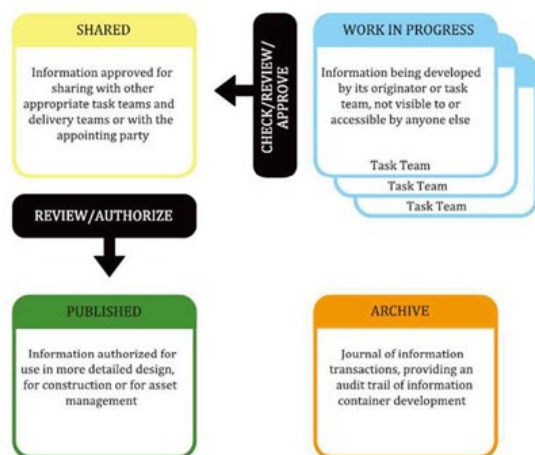 SHARED
Information approved for
sharing with other
appropriate task teams and
delivery teams or with the
appointing party
CHECK/REVIEW/
APPROVE
WORK IN PROGRESS
Information being developed
by its originator or task
team, not visible to or
accessible by anyone else
Task Team
Task Team
Task Team
REVIEW/AUTHORIZE
PUBLISHED
Information authorized for
use in more detailed design,
for construction or for asset
management
ARCHIVE
Journal of information
transactions, providing an
audit trail of information
container development